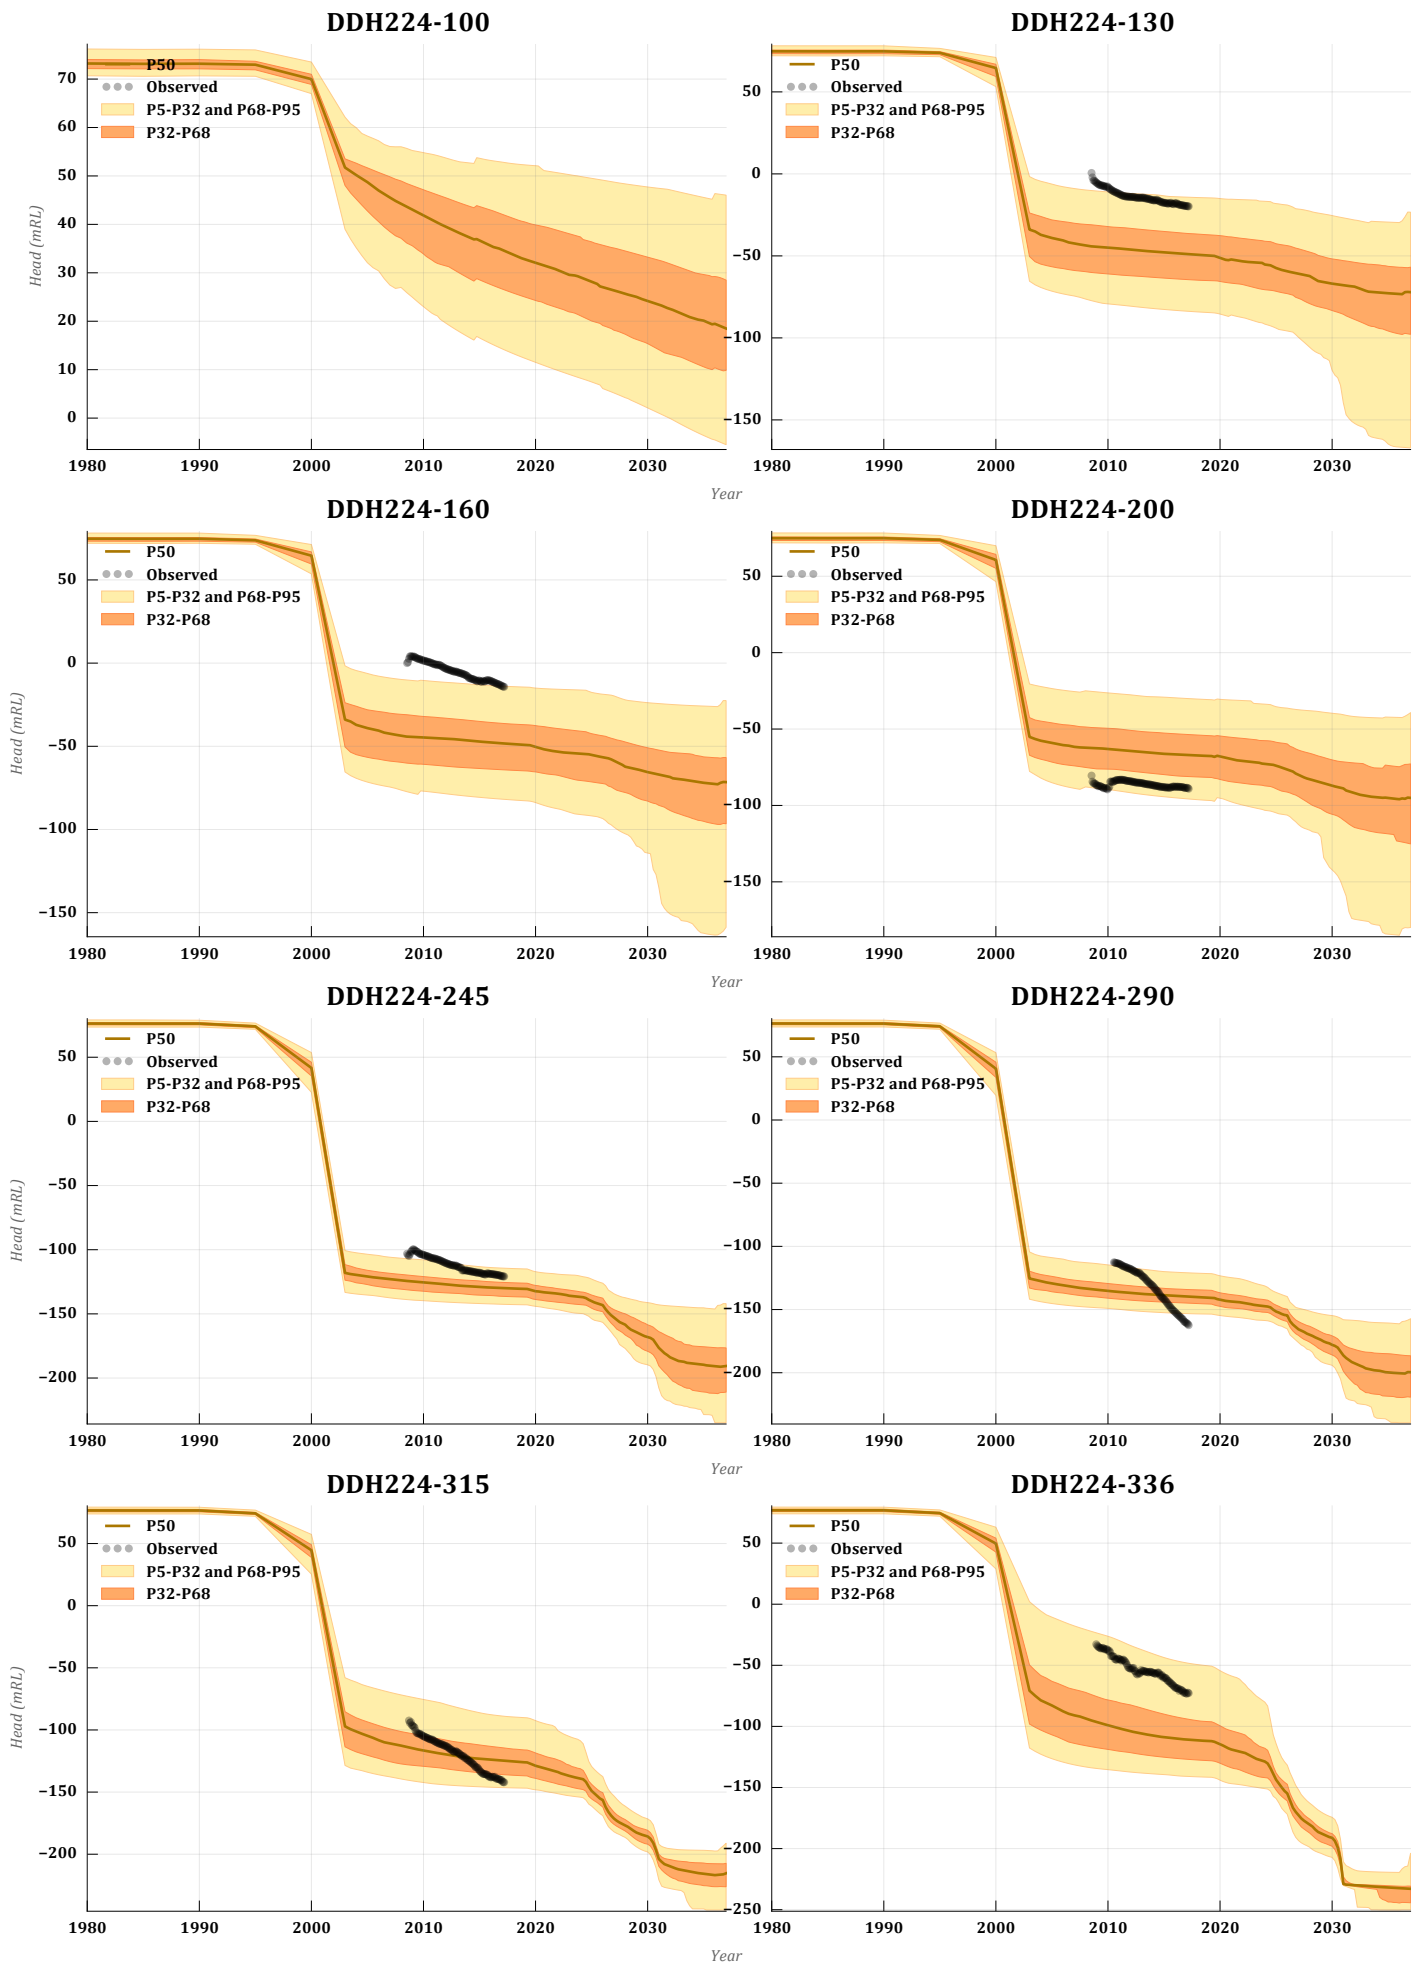 DDH224-100
P50
Observed
P5-P32 and P68-P95
P32-P68
70
60
50
40
30
20
10
0
Head (mRL)
1980 1990 2000 2010 2020 2030
Year
DDH224-130
P50
Observed
P5-P32 and P68-P95
P32-P68
50
0
−50
−100
−150
1980 1990 2000 2010 2020 2030
DDH224-160
P50
Observed
P5-P32 and P68-P95
P32-P68
50
0
−50
−100
−150
Head (mRL)
1980 1990 2000 2010 2020 2030
Year
DDH224-200
P50
Observed
P5-P32 and P68-P95
P32-P68
50
0
−50
−100
−150
1980 1990 2000 2010 2020 2030
DDH224-245
P50
Observed
P5-P32 and P68-P95
P32-P68
50
0
−50
−100
−150
−200
Head (mRL)
1980 1990 2000 2010 2020 2030
Year
DDH224-290
P50
Observed
P5-P32 and P68-P95
P32-P68
50
0
−50
−100
−150
−200
1980 1990 2000 2010 2020 2030
DDH224-315
P50
Observed
P5-P32 and P68-P95
P32-P68
50
0
−50
−100
−150
−200
Head (mRL)
1980 1990 2000 2010 2020 2030
Year
DDH224-336
P50
Observed
P5-P32 and P68-P95
P32-P68
50
0
−50
−100
−150
−200
−250
1980 1990 2000 2010 2020 2030